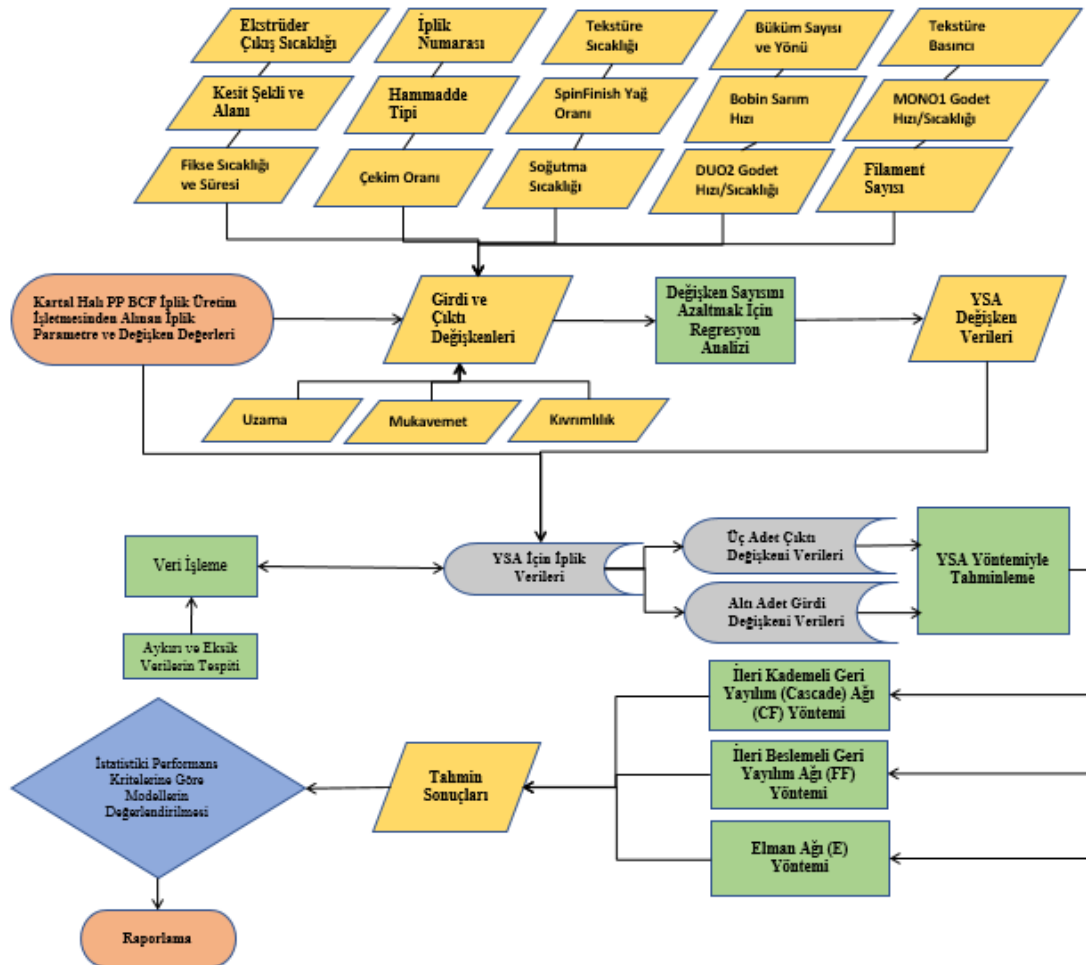 Ekstrüder
Çıkış Sıcaklığı
İplik
Numarası
Tekstüre
Sıcaklığı
Büküm Sayısı
ve Yönü
Tekstüre
Basıncı
Kesit Şekli ve
Alanı
Hammadde
Tipi
SpinFinish Yağ
Oranı
Bobin Sarım
Hızı
MONO1 Godet
Hızı/Sıcaklığı
Fikse Sıcaklığı
ve Süresi
Çekim Oranı
Soğutma
Sıcaklığı
DUO2 Godet
Hızı/Sıcaklığı
Filament
Sayısı
Kartal Halı PP BCF İplik Üretim
İşletmesinden Alınan İplik
Parametre ve Değişken Değerleri
Girdi ve
Çıktı
Değişkenleri
Değişken Sayısını
Azaltmak İçin
Regresyon
Analizi
YSA
Değişken
Verileri
Uzama
Mukavemet
Kıvrımlılık
Veri İşleme
YSA İçin İplik
Verileri
Üç Adet Çıktı
Değişkeni Verileri
Altı Adet Girdi
Değişkeni Verileri
YSA Yöntemiyle
Tahminleme
Aykırı ve Eksik
Verilerin Tespiti
İleri Kademeli Geri
Yayılım (Cascade) Ağı
(CF) Yöntemi
İleri Beslemeli Geri
Yayılım Ağı (FF)
Yöntemi
Elman Ağı (E)
Yöntemi
Tahmin
Sonuçları
İstatistiki Performans
Kritelerine Göre
Modellerin
Değerlendirilmesi
Raporlama